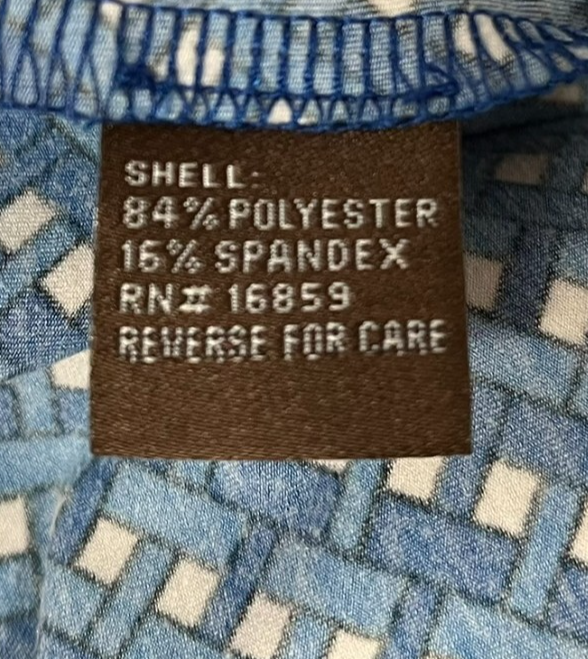 SHELL:
84% POLYESTER
16% SPANDEX
RN# 16859
REVERSE FOR CARE